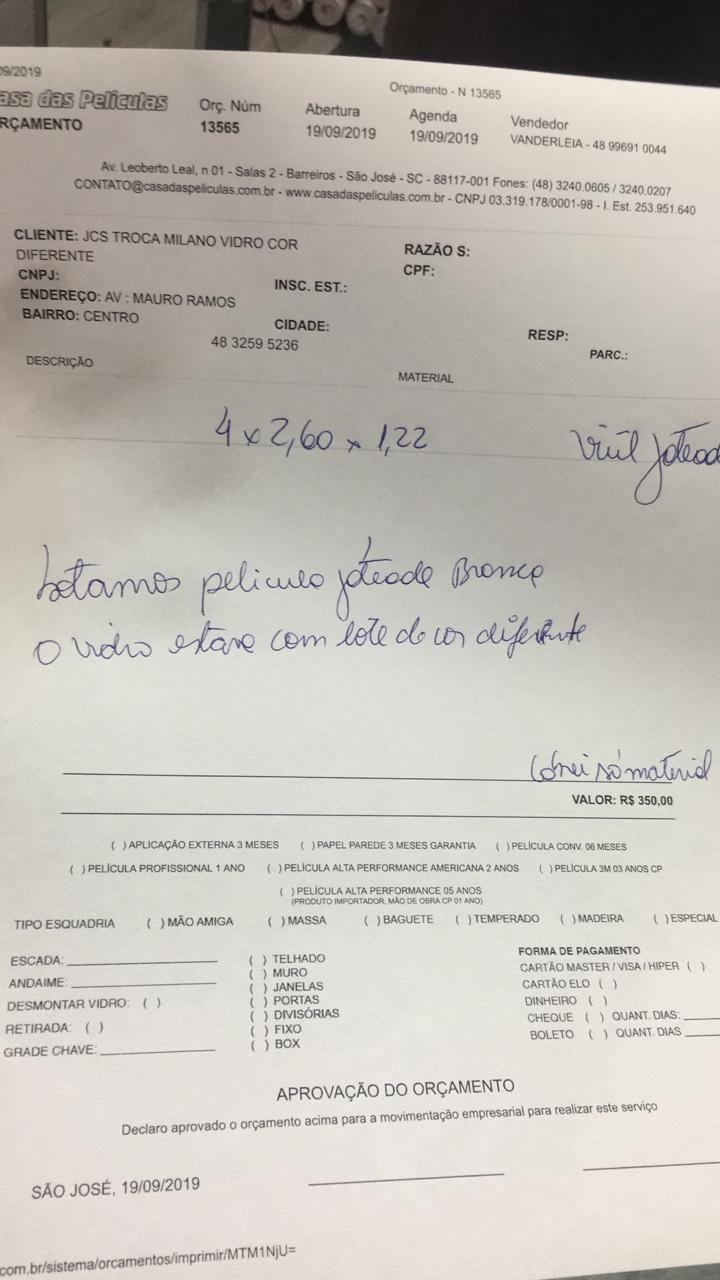 09/2019
Orçamento - N 13565
asa das Películas
RÇAMENTO
Orç. Núm
13565
Abertura
19/09/2019
Agenda
19/09/2019
Vendedor
VANDERLEIA - 48 99691 0044
Av. Leoberto Leal, n 01 - Salas 2 - Barreiros - São José - SC - 88117-001 Fones: (48) 3240.0605 / 3240.0207
CONTATO@casadaspeliculas.com.br - www.casadaspeliculas.com.br - CNPJ 03.319.178/0001-98 - I. Est. 253.951.640
CLIENTE: JCS TROCA MILANO VIDRO COR
DIFERENTE
RAZÃO S:
CNPJ:
INSC. EST.:
CPF:
ENDEREÇO: AV : MAURO RAMOS
BAIRRO: CENTRO
CIDADE:
RESP:
48 3259 5236
PARC.:
DESCRIÇÃO
MATERIAL
4 x 2,60 x 1,22
jatead
botamos pelicula jateada Branca
O vidro estava com lote de cor diferente
só material
VALOR: R$ 350,00
( ) APLICAÇÃO EXTERNA 3 MESES ( ) PAPEL PAREDE 3 MESES GARANTIA ( ) PELÍCULA CONV. 06 MESES
( ) PELÍCULA PROFISSIONAL 1 ANO ( ) PELÍCULA ALTA PERFORMANCE AMERICANA 2 ANOS ( ) PELÍCULA 3M 03 ANOS CP
( ) PELÍCULA ALTA PERFORMANCE 05 ANOS
(PRODUTO IMPORTADOR, MÃO DE OBRA CP 01 ANO)
TIPO ESQUADRIA ( ) MÃO AMIGA ( ) MASSA ( ) BAGUETE ( ) TEMPERADO ( ) MADEIRA ( ) ESPECIAL
ESCADA:
ANDAIME:
DESMONTAR VIDRO: ( )
RETIRADA: ( )
GRADE CHAVE:
( ) TELHADO
( ) MURO
( ) JANELAS
( ) PORTAS
( ) DIVISÓRIAS
( ) FIXO
( ) BOX
FORMA DE PAGAMENTO
CARTÃO MASTER / VISA / HIPER ( )
CARTÃO ELO ( )
DINHEIRO ( )
CHEQUE ( ) QUANT. DIAS:
BOLETO ( ) QUANT. DIAS
APROVAÇÃO DO ORÇAMENTO
Declaro aprovado o orçamento acima para a movimentação empresarial para realizar este serviço
SÃO JOSÉ, 19/09/2019
com.br/sistema/orcamentos/imprimir/MTM1NjU=